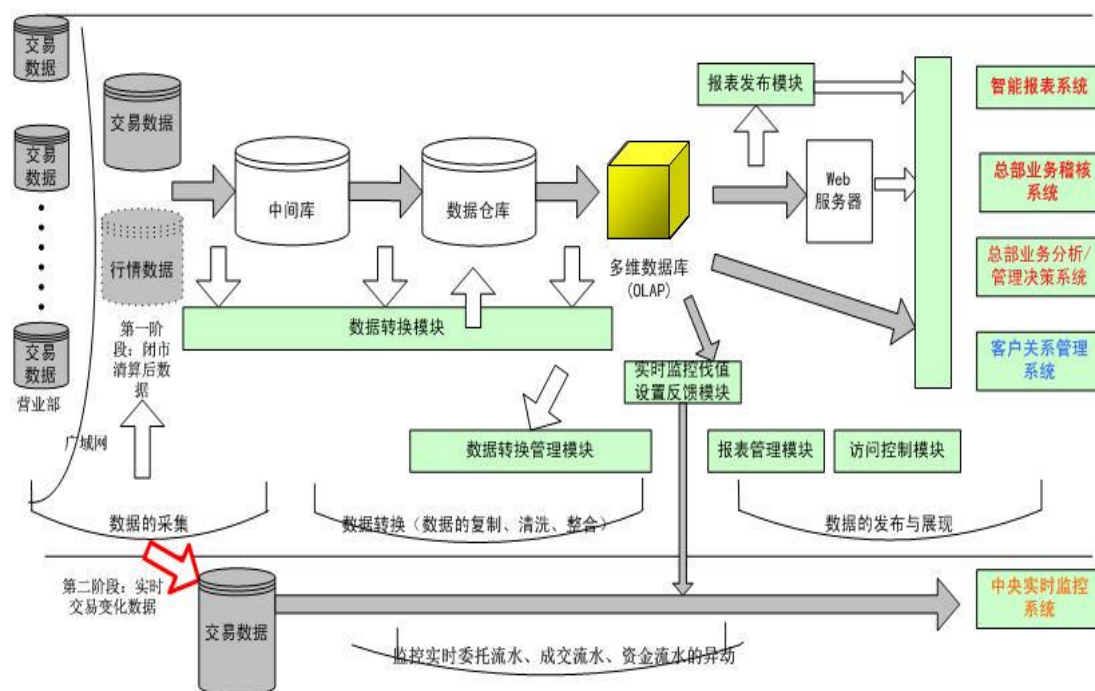 交易
数据
交易
数据
交易
数据
营业部
广域网
交易数据
行情数据
第一阶
段：闭市
清算后数
据
中间库
数据仓库
多维数据库
(OLAP)
报表发布模块
Web
服务器
数据转换模块
实时监控伐值
设置反馈模块
数据转换管理模块
报表管理模块
访问控制模块
智能报表系统
总部业务稽核
系统
总部业务分析/
管理决策系统
客户关系管理
系统
数据的采集
数据转换（数据的复制、清洗、整合）
数据的发布与展现
第二阶段：实时
交易变化数据
交易数据
监控实时委托流水、成交流水、资金流水的异动
中央实时监控
系统